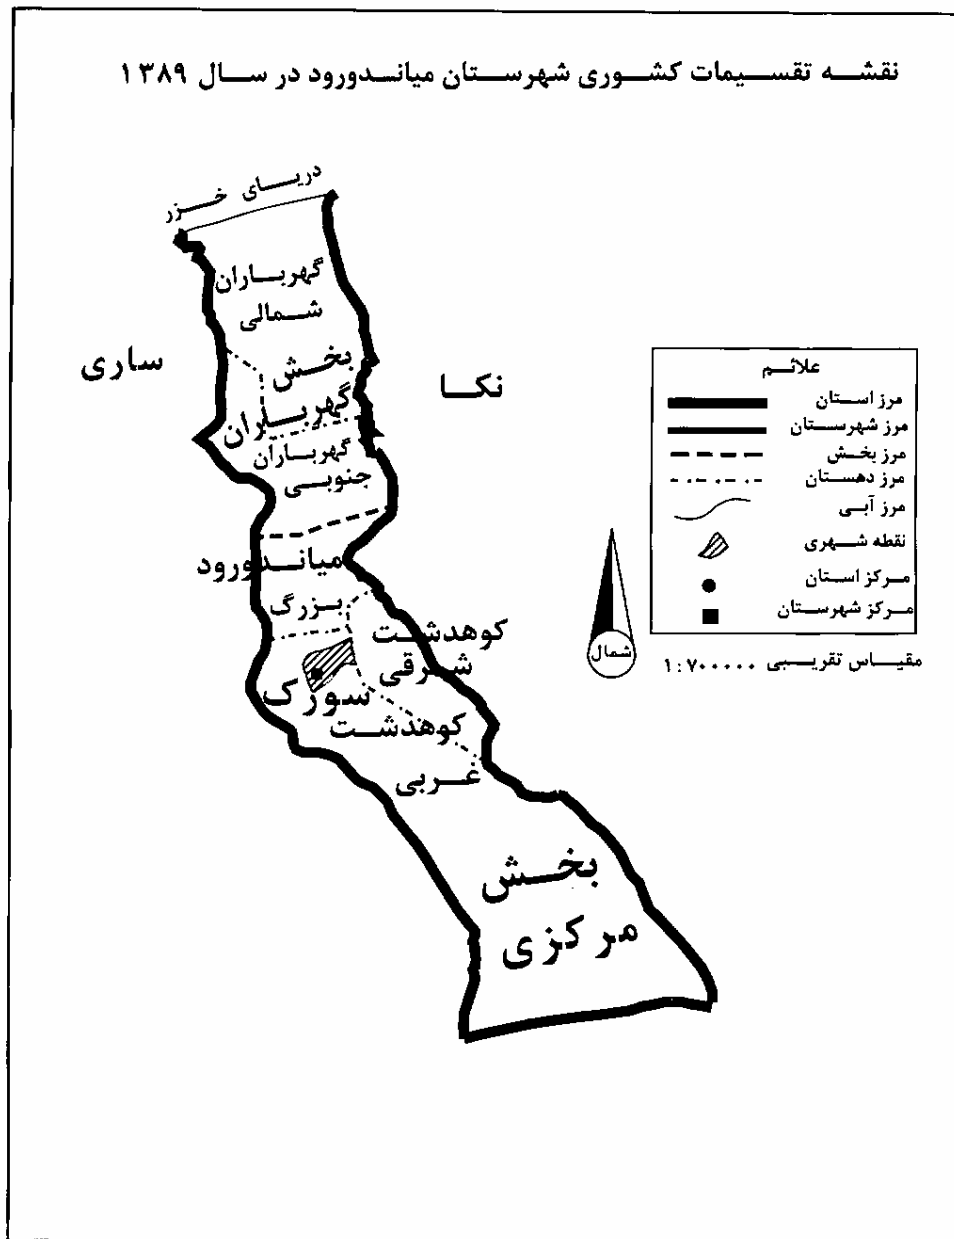 نقشه تقسیمات کشوری شهرستان میاندورود در سال ۱۳۸۹
دریای خزر
گهرباران
شمالی
ساری
نکا
بخش
گهرباران
گهرباران
جنوبی
میاندورود
بزرگ
کوهدشت
شرقی
سورک
کوهدشت
غربی
بخش
مرکزی
علائم
مرز استان
مرز شهرستان
مرز بخش
مرز دهستان
مرز آبی
نقطه شهری
مرکز استان
مرکز شهرستان
شمال
مقیاس تقریبی ۱:۷۰۰۰۰۰